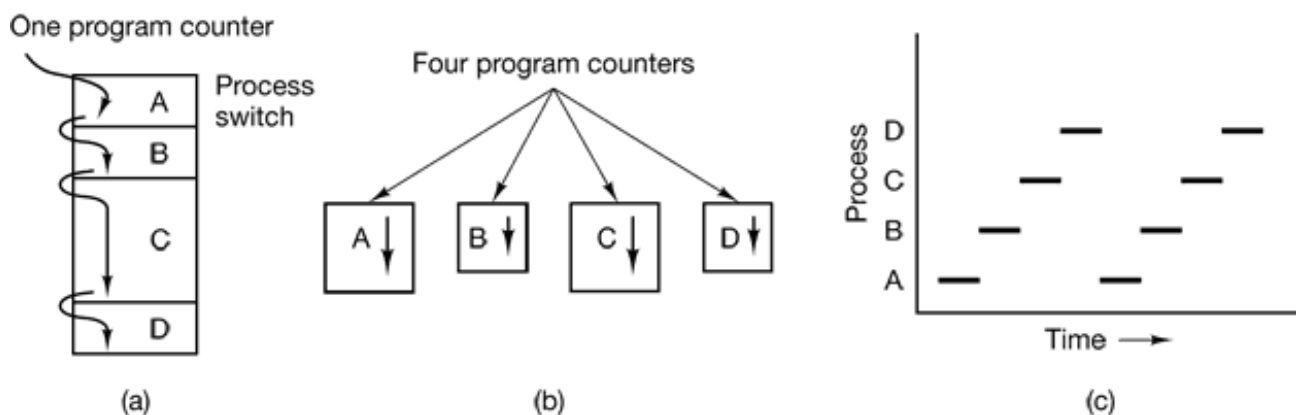 One program counter
Process
switch
A
B
C
D
(a)
Four program counters
A
B
C
D
(b)
Process
D
C
B
A
Time
(c)